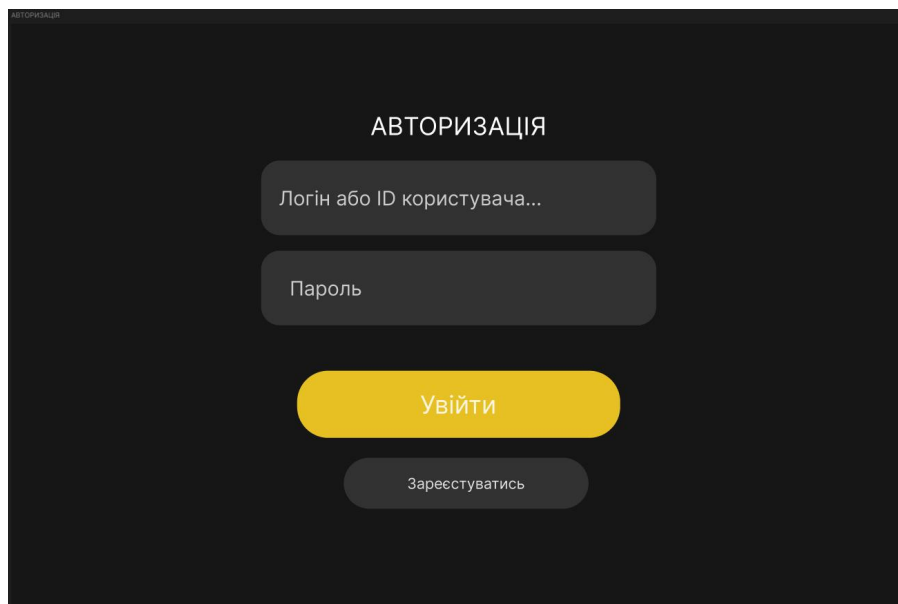 АВТОРИЗАЦІЯ
АВТОРИЗАЦІЯ
Логін або ID користувача...
Пароль
Увійти
Зареєстуватись